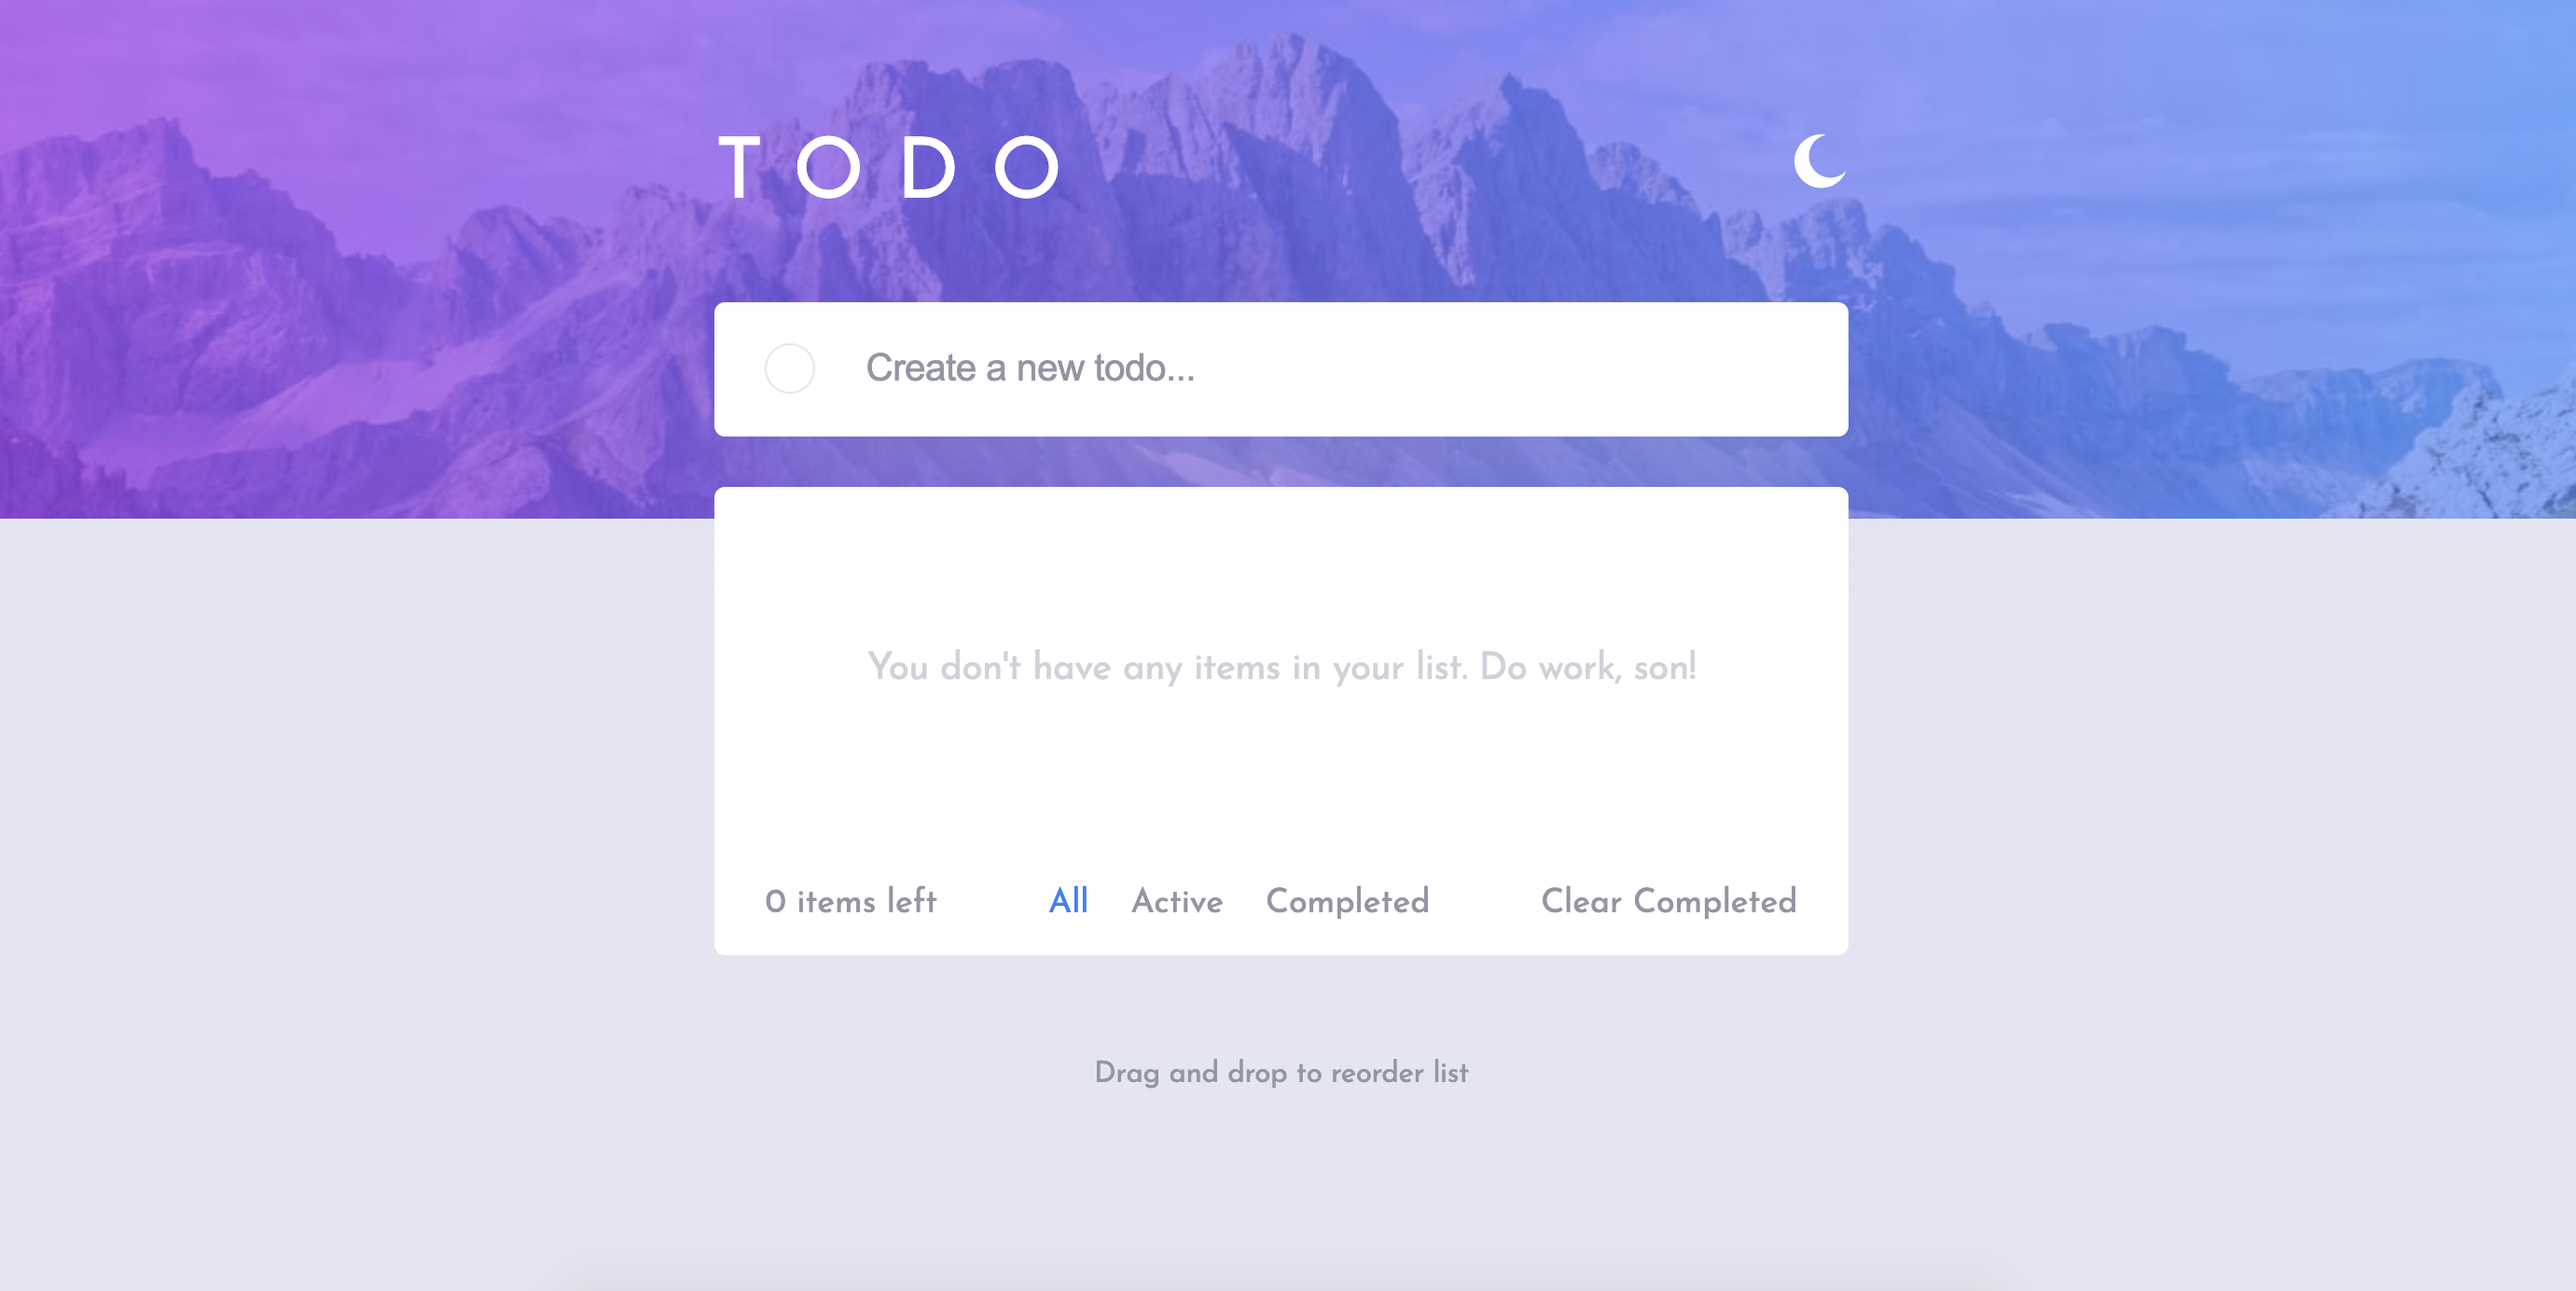 TODO
Create a new todo...
You don't have any items in your list. Do work, son!
0 items left All Active Completed Clear Completed
Drag and drop to reorder list